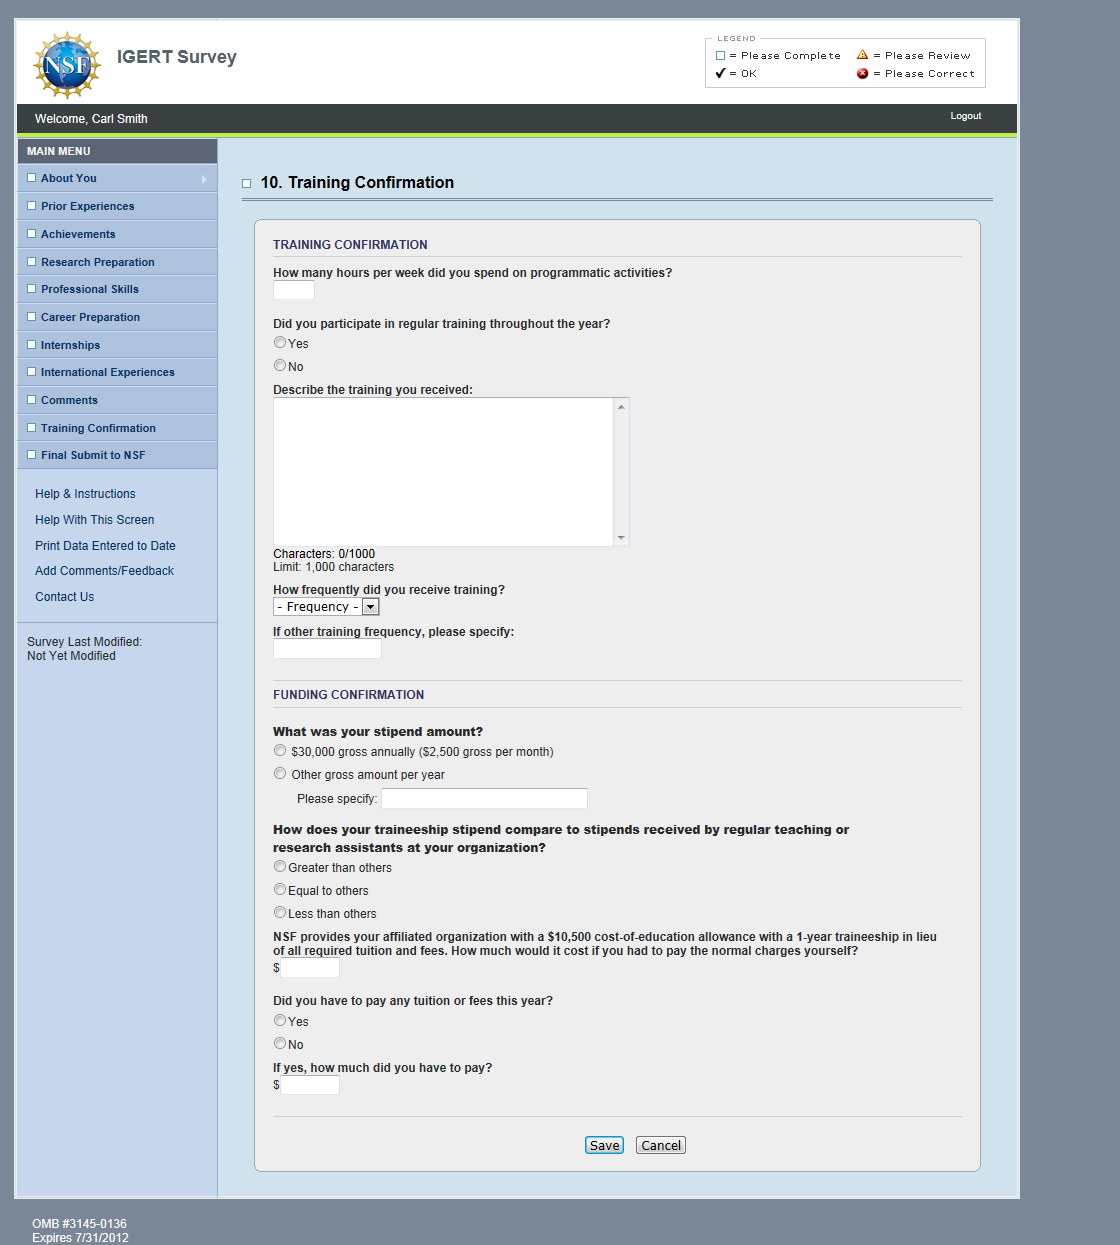 NSF
IGERT Survey
LEGEND
= Please Complete
= Please Review
= OK
= Please Correct
Welcome, Carl Smith
Logout
MAIN MENU
About You
Prior Experiences
Achievements
Research Preparation
Professional Skills
Career Preparation
Internships
International Experiences
Comments
Training Confirmation
Final Submit to NSF
Help & Instructions
Help With This Screen
Print Data Entered to Date
Add Comments/Feedback
Contact Us
Survey Last Modified:
Not Yet Modified
10. Training Confirmation
TRAINING CONFIRMATION
How many hours per week did you spend on programmatic activities?
Did you participate in regular training throughout the year?
Yes
No
Describe the training you received:
Characters: 0/1000
Limit: 1,000 characters
How frequently did you receive training?
- Frequency -
If other training frequency, please specify:
FUNDING CONFIRMATION
What was your stipend amount?
$30,000 gross annually ($2,500 gross per month)
Other gross amount per year
Please specify:
How does your traineeship stipend compare to stipends received by regular teaching or
research assistants at your organization?
Greater than others
Equal to others
Less than others
NSF provides your affiliated organization with a $10,500 cost-of-education allowance with a 1-year traineeship in lieu
of all required tuition and fees. How much would it cost if you had to pay the normal charges yourself?
$
Did you have to pay any tuition or fees this year?
Yes
No
If yes, how much did you have to pay?
$
Save
Cancel
OMB #3145-0136
Expires 7/31/2012